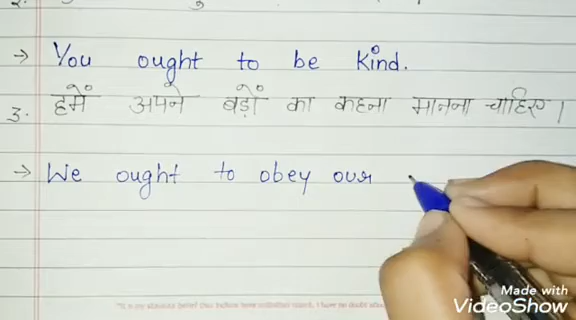 2.
→ You ought to be kind.
3. हमें अपने बड़ों का कहना मानना चाहिए।
→ We ought to obey our
Made with
VideoShow